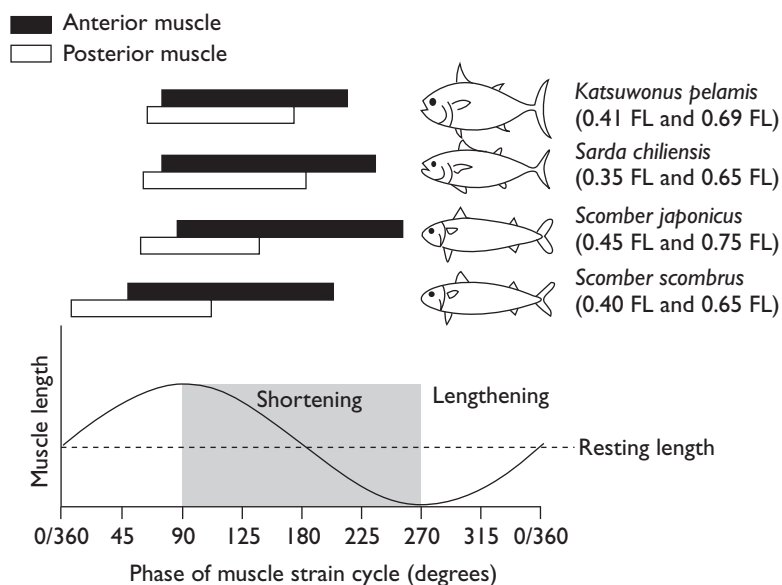 Anterior muscle
Posterior muscle
Katsuwonus pelamis
(0.41 FL and 0.69 FL)
Sarda chiliensis
(0.35 FL and 0.65 FL)
Scomber japonicus
(0.45 FL and 0.75 FL)
Scomber scombrus
(0.40 FL and 0.65 FL)
Muscle length
Shortening
Lengthening
Resting length
0/360 45 90 125 180 225 270 315 0/360
Phase of muscle strain cycle (degrees)